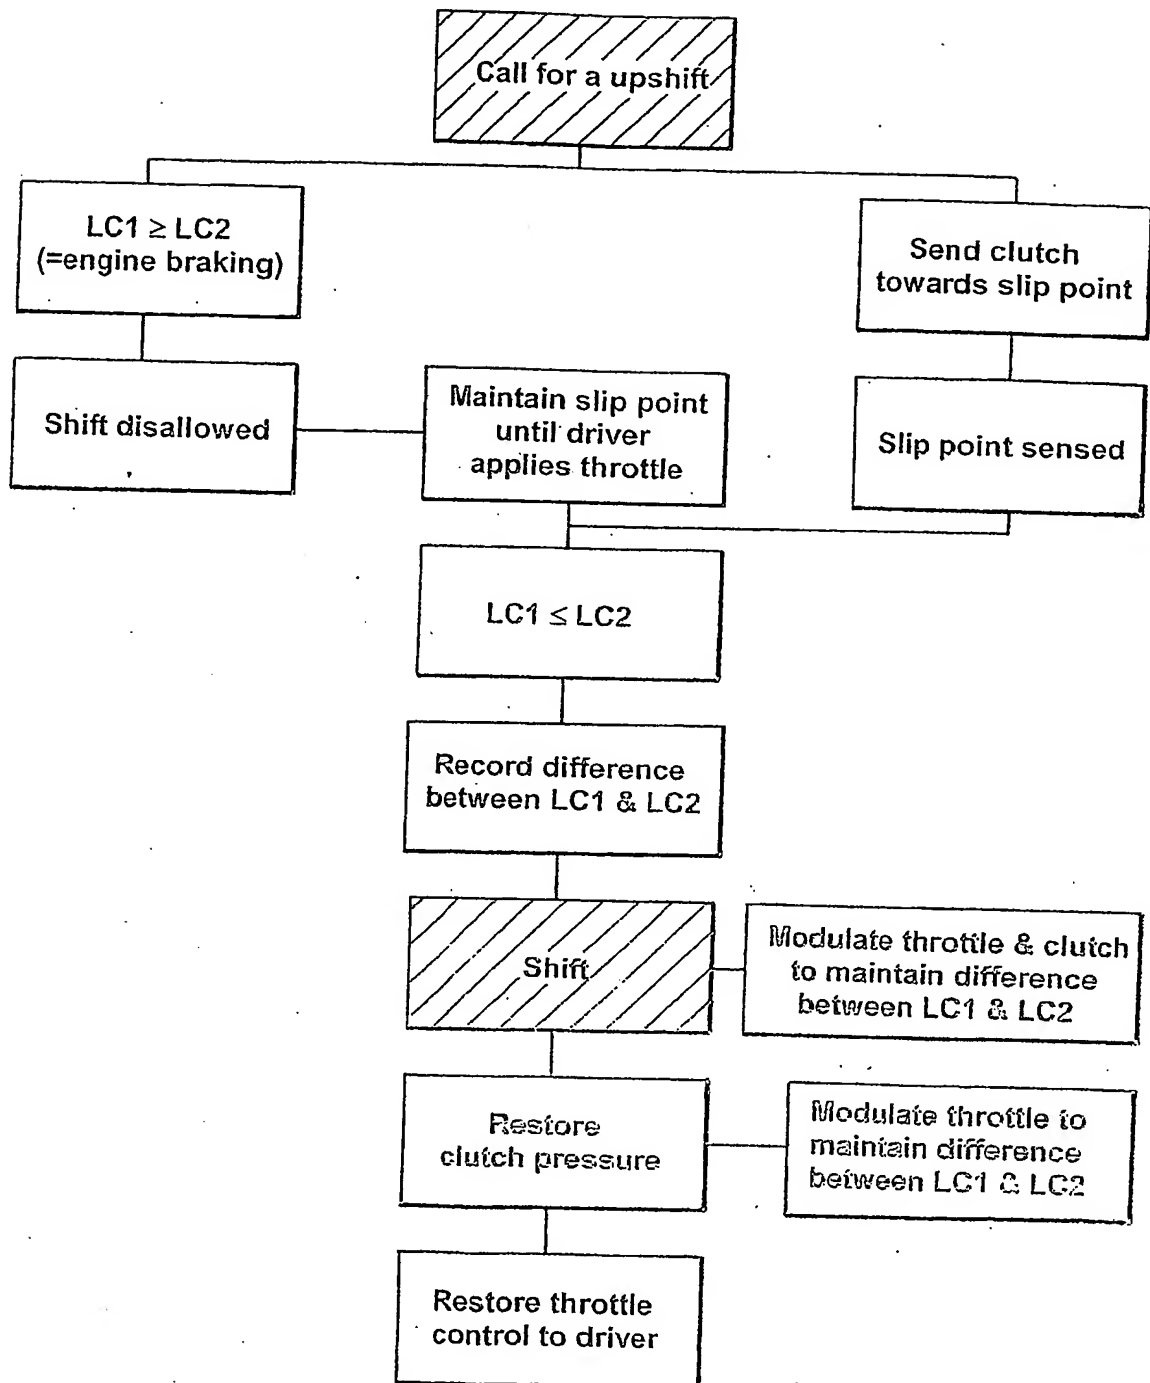 Call for a upshift
LC1 ≥ LC2
(=engine braking)
Send clutch
towards slip point
Shift disallowed
Maintain slip point
until driver
applies throttle
Slip point sensed
LC1 ≤ LC2
Record difference
between LC1 & LC2
Shift
Modulate throttle & clutch
to maintain difference
between LC1 & LC2
Restore
clutch pressure
Modulate throttle to
maintain difference
between LC1 & LC2
Restore throttle
control to driver